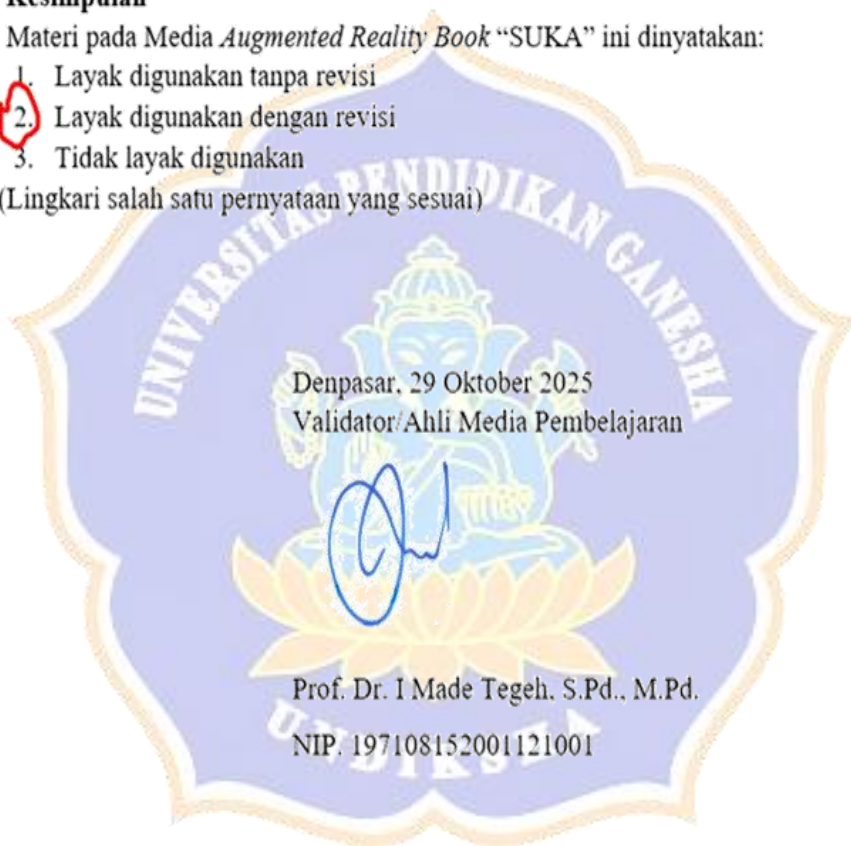 Kesimpulan
Materi pada Media Augmented Reality Book “SUKA” ini dinyatakan:
1. Layak digunakan tanpa revisi
2. Layak digunakan dengan revisi
3. Tidak layak digunakan
(Lingkari salah satu pernyataan yang sesuai)
UNIVERSITAS PENDIDIKAN GANESHA
Denpasar, 29 Oktober 2025
Validator/Ahli Media Pembelajaran
Prof. Dr. I Made Tegeh, S.Pd., M.Pd.
NIP. 197108152001121001
UNDIKSHA